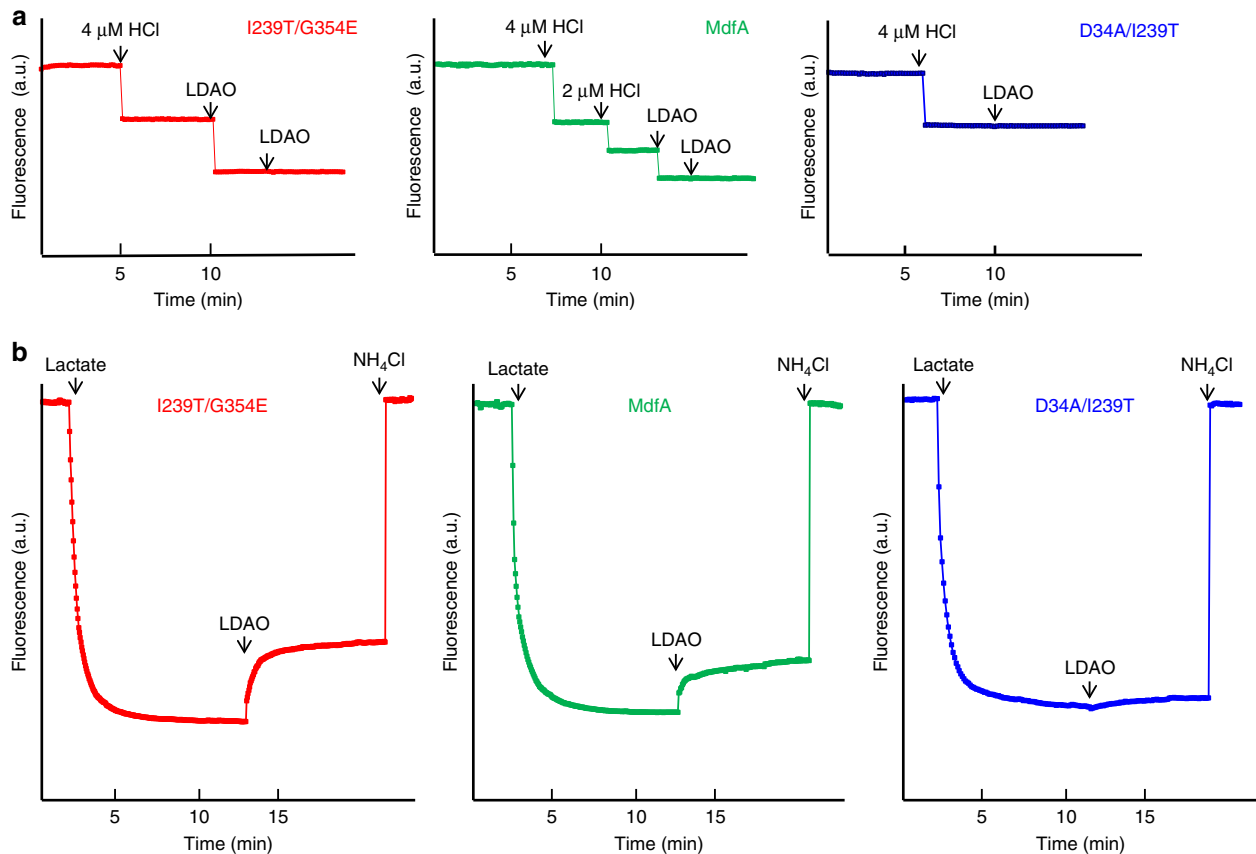 a
I239T/G354E
4 μM HCl
LDAO
LDAO
Fluorescence (a.u.)
5
10
Time (min)
MdfA
4 μM HCl
2 μM HCl
LDAO
LDAO
Fluorescence (a.u.)
5
10
Time (min)
D34A/I239T
4 μM HCl
LDAO
Fluorescence (a.u.)
5
10
Time (min)
b
Lactate
NH₄Cl
I239T/G354E
LDAO
Fluorescence (a.u.)
5
10
15
Time (min)
Lactate
NH₄Cl
MdfA
LDAO
Fluorescence (a.u.)
5
10
15
Time (min)
Lactate
NH₄Cl
D34A/I239T
LDAO
Fluorescence (a.u.)
5
10
15
Time (min)